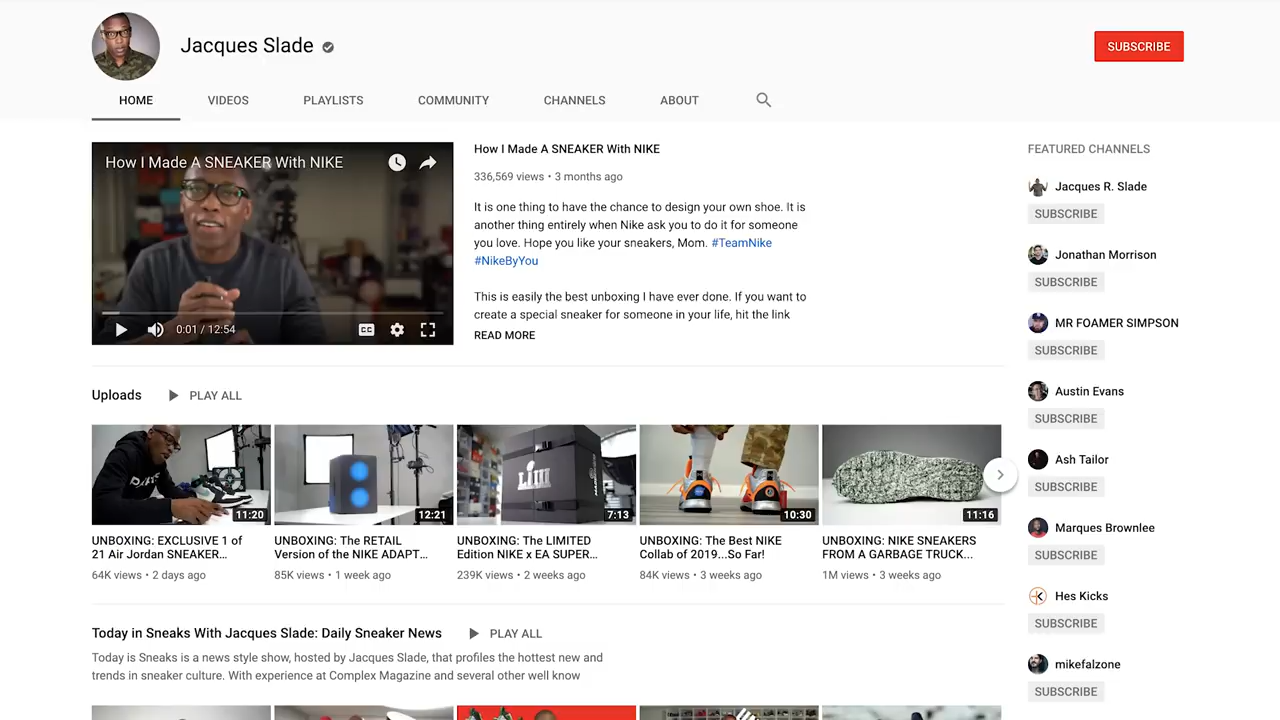 Jacques Slade
SUBSCRIBE
HOME
VIDEOS
PLAYLISTS
COMMUNITY
CHANNELS
ABOUT
How I Made A SNEAKER With NIKE
0:01 / 12:54
CC
How I Made A SNEAKER With NIKE
336,569 views • 3 months ago
It is one thing to have the chance to design your own shoe. It is
another thing entirely when Nike ask you to do it for someone
you love. Hope you like your sneakers, Mom. #TeamNike
#NikeByYou
This is easily the best unboxing I have ever done. If you want to
create a special sneaker for someone in your life, hit the link
READ MORE
FEATURED CHANNELS
Jacques R. Slade
SUBSCRIBE
Jonathan Morrison
SUBSCRIBE
MR FOAMER SIMPSON
SUBSCRIBE
Austin Evans
SUBSCRIBE
Ash Tailor
SUBSCRIBE
Marques Brownlee
SUBSCRIBE
Hes Kicks
SUBSCRIBE
mikefalzone
SUBSCRIBE
Uploads
PLAY ALL
11:20
UNBOXING: EXCLUSIVE 1 of
21 Air Jordan SNEAKER...
64K views • 2 days ago
12:21
UNBOXING: The RETAIL
Version of the NIKE ADAPT...
85K views • 1 week ago
LIII
7:13
UNBOXING: The LIMITED
Edition NIKE x EA SUPER...
239K views • 2 weeks ago
10:30
UNBOXING: The Best NIKE
Collab of 2019...So Far!
84K views • 3 weeks ago
11:16
UNBOXING: NIKE SNEAKERS
FROM A GARBAGE TRUCK...
1M views • 3 weeks ago
Today in Sneaks With Jacques Slade: Daily Sneaker News
PLAY ALL
Today is Sneaks is a news style show, hosted by Jacques Slade, that profiles the hottest new and
trends in sneaker culture. With experience at Complex Magazine and several other well know